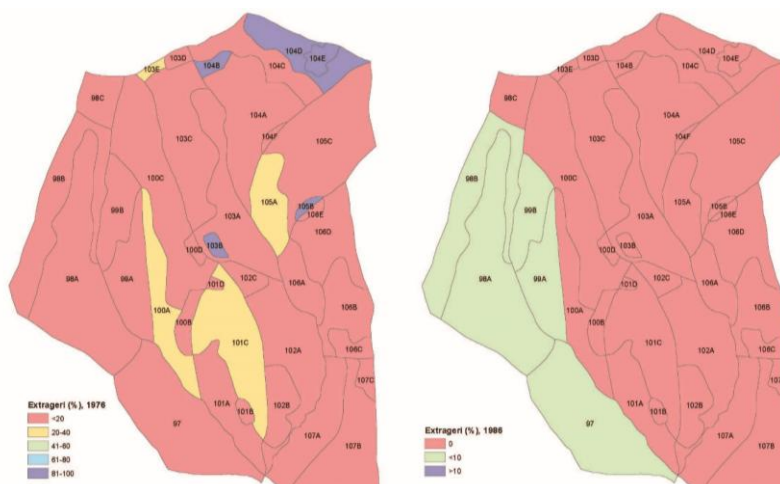 104D
104E
103D
104B
103E
104C
98C
104A
103C
104F
105C
98B
100C
99B
105A
105B
106E
103A
106D
103B
100D
98A
99A
102C
106A
101D
100A
106B
100B
101C
102A
106C
107C
101A
101B
102B
97
107A
107B
Extrageri (%), 1976
<20
20-40
41-60
61-80
81-100
104D
104E
103D
104B
103E
104C
98C
104A
103C
104F
105C
98B
100C
99B
105A
105B
106E
103A
106D
103B
100D
98A
99A
102C
106A
101D
100A
106B
100B
101C
102A
106C
107C
101A
101B
102B
97
107A
107B
Extrageri (%), 1986
0
<10
>10